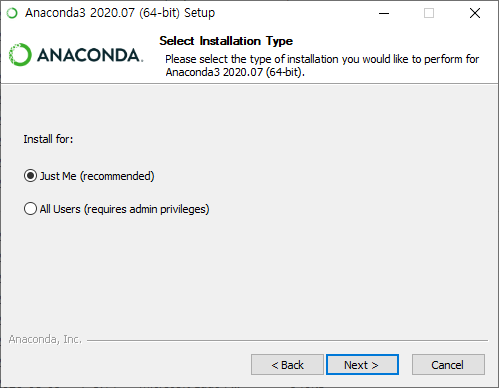 Anaconda3 2020.07 (64-bit) Setup
ANACONDA.
Select Installation Type
Please select the type of installation you would like to perform for
Anaconda3 2020.07 (64-bit).
Install for:
Just Me (recommended)
All Users (requires admin privileges)
Anaconda, Inc.
< Back
Next >
Cancel